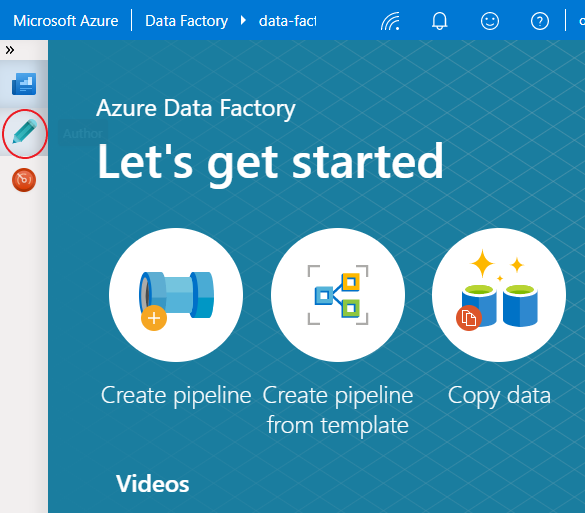 Microsoft Azure
Data Factory
data-fact
»
Author
Azure Data Factory
Let's get started
Create pipeline
Create pipeline
from template
Copy data
Videos